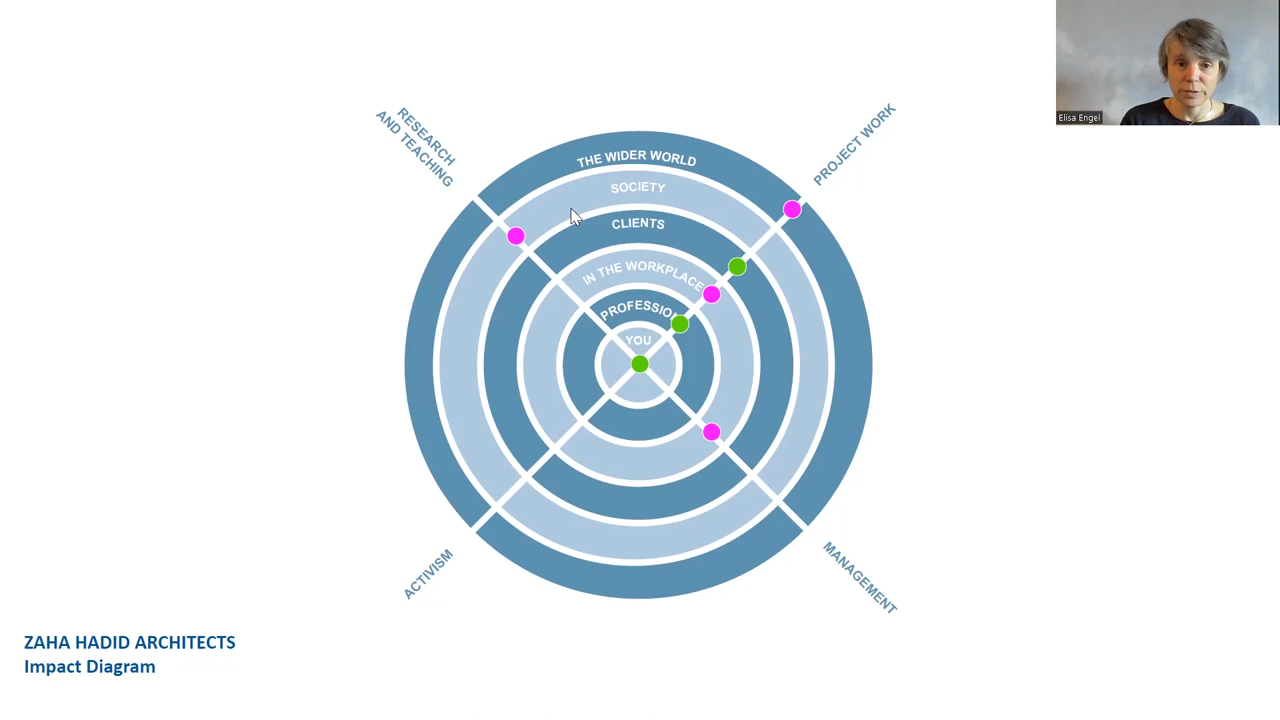 Elisa Engel
RESEARCH
AND TEACHING
PROJECT WORK
THE WIDER WORLD
SOCIETY
CLIENTS
IN THE WORKPLACE
PROFESSION
YOU
ACTIVISM
MANAGEMENT
ZAHA HADID ARCHITECTS
Impact Diagram